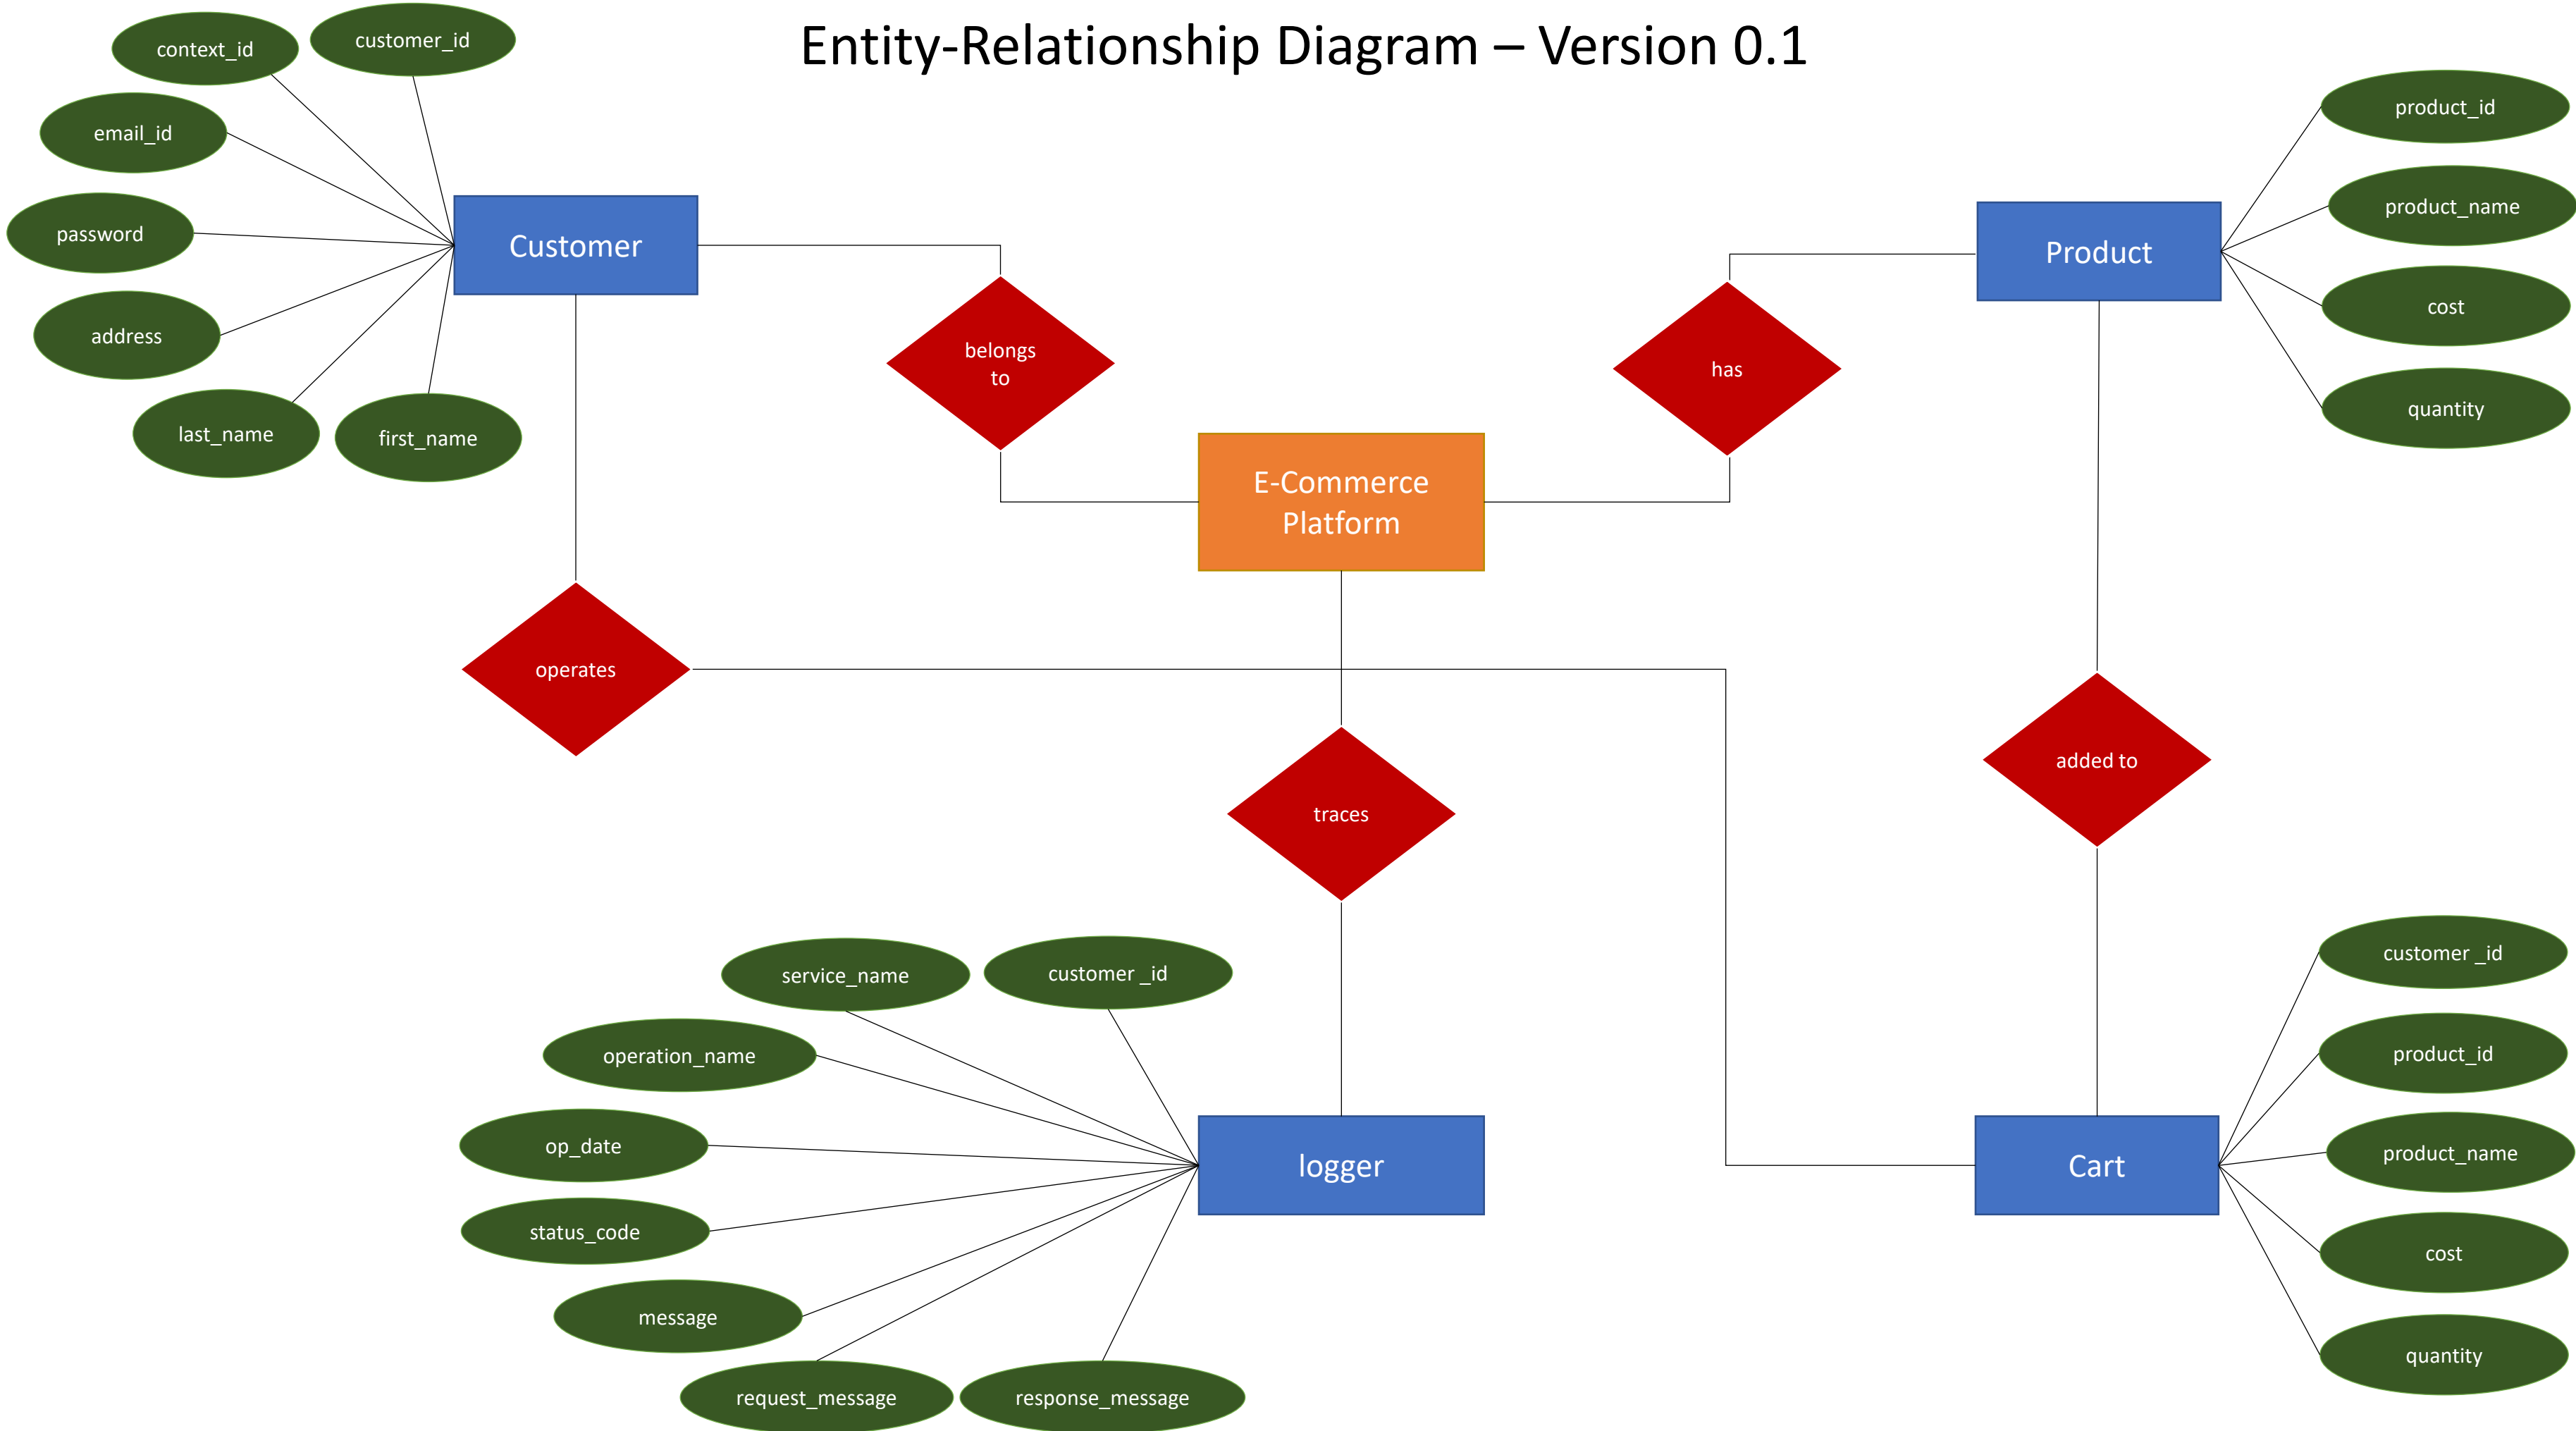 Entity-Relationship Diagram – Version 0.1
context_id
customer_id
email_id
password
address
last_name
first_name
Customer
belongs
to
has
Product
product_id
product_name
cost
quantity
E-Commerce
Platform
operates
traces
added to
service_name
customer _id
operation_name
op_date
status_code
message
request_message
response_message
logger
Cart
customer _id
product_id
product_name
cost
quantity